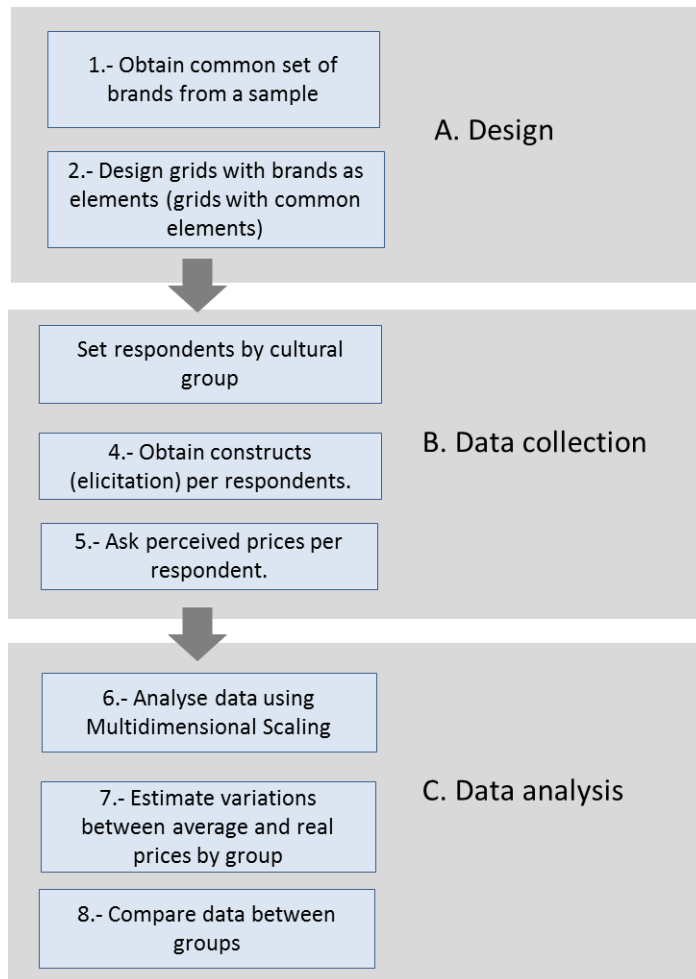 1.- Obtain common set of
brands from a sample
A. Design
2.- Design grids with brands as
elements (grids with common
elements)
Set respondents by cultural
group
B. Data collection
4.- Obtain constructs
(elicitation) per respondents.
5.- Ask perceived prices per
respondent.
6.- Analyse data using
Multidimensional Scaling
C. Data analysis
7.- Estimate variations
between average and real
prices by group
8.- Compare data between
groups